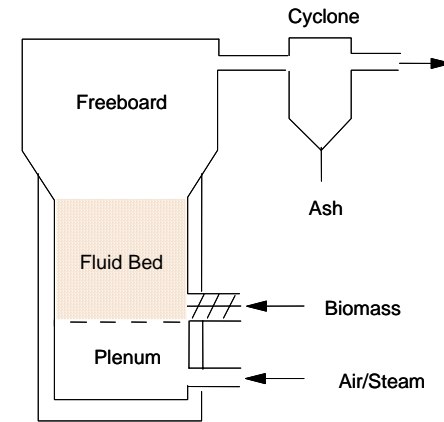 Cyclone
Freeboard
Ash
Fluid Bed
Biomass
Plenum
Air/Steam